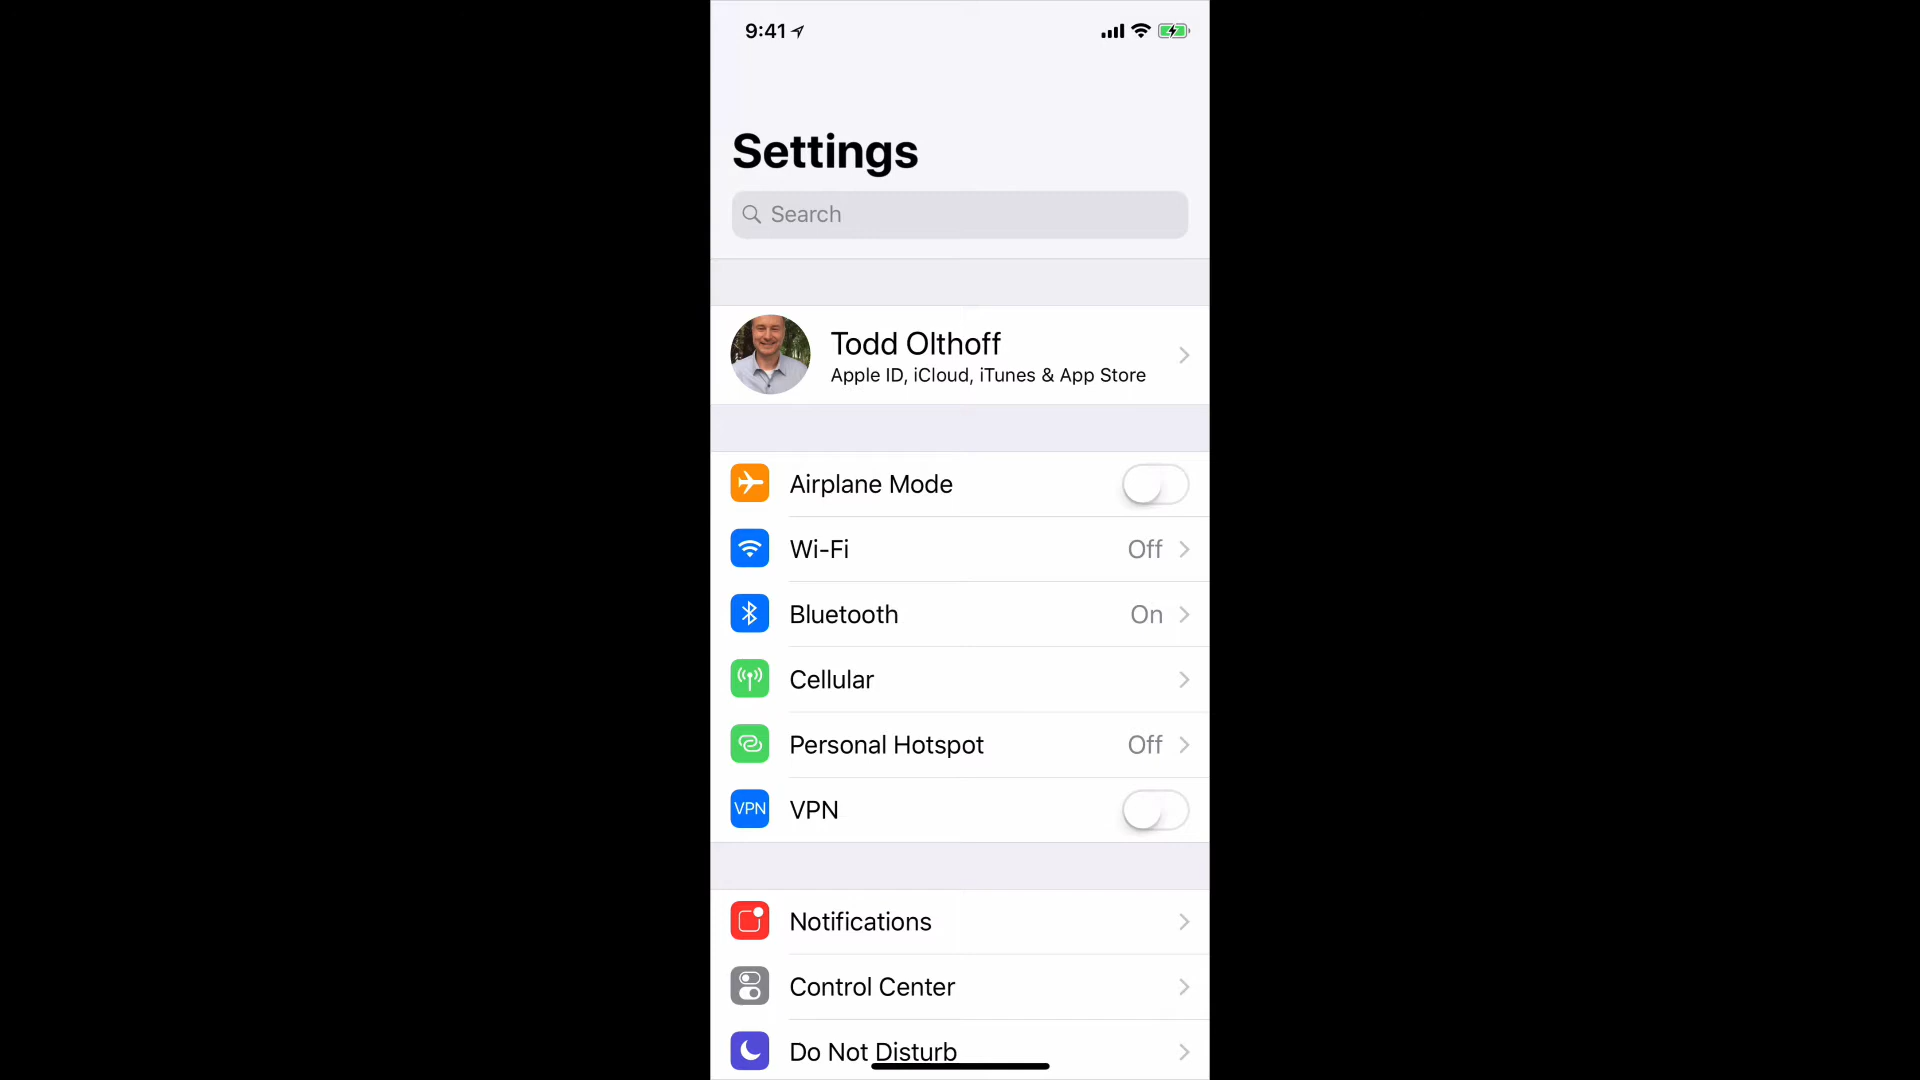 9:41
Settings
Search
Todd Olthoff
Apple ID, iCloud, iTunes & App Store
Airplane Mode
Wi-Fi Off
Bluetooth On
Cellular
Personal Hotspot Off
VPN VPN
Notifications
Control Center
Do Not Disturb